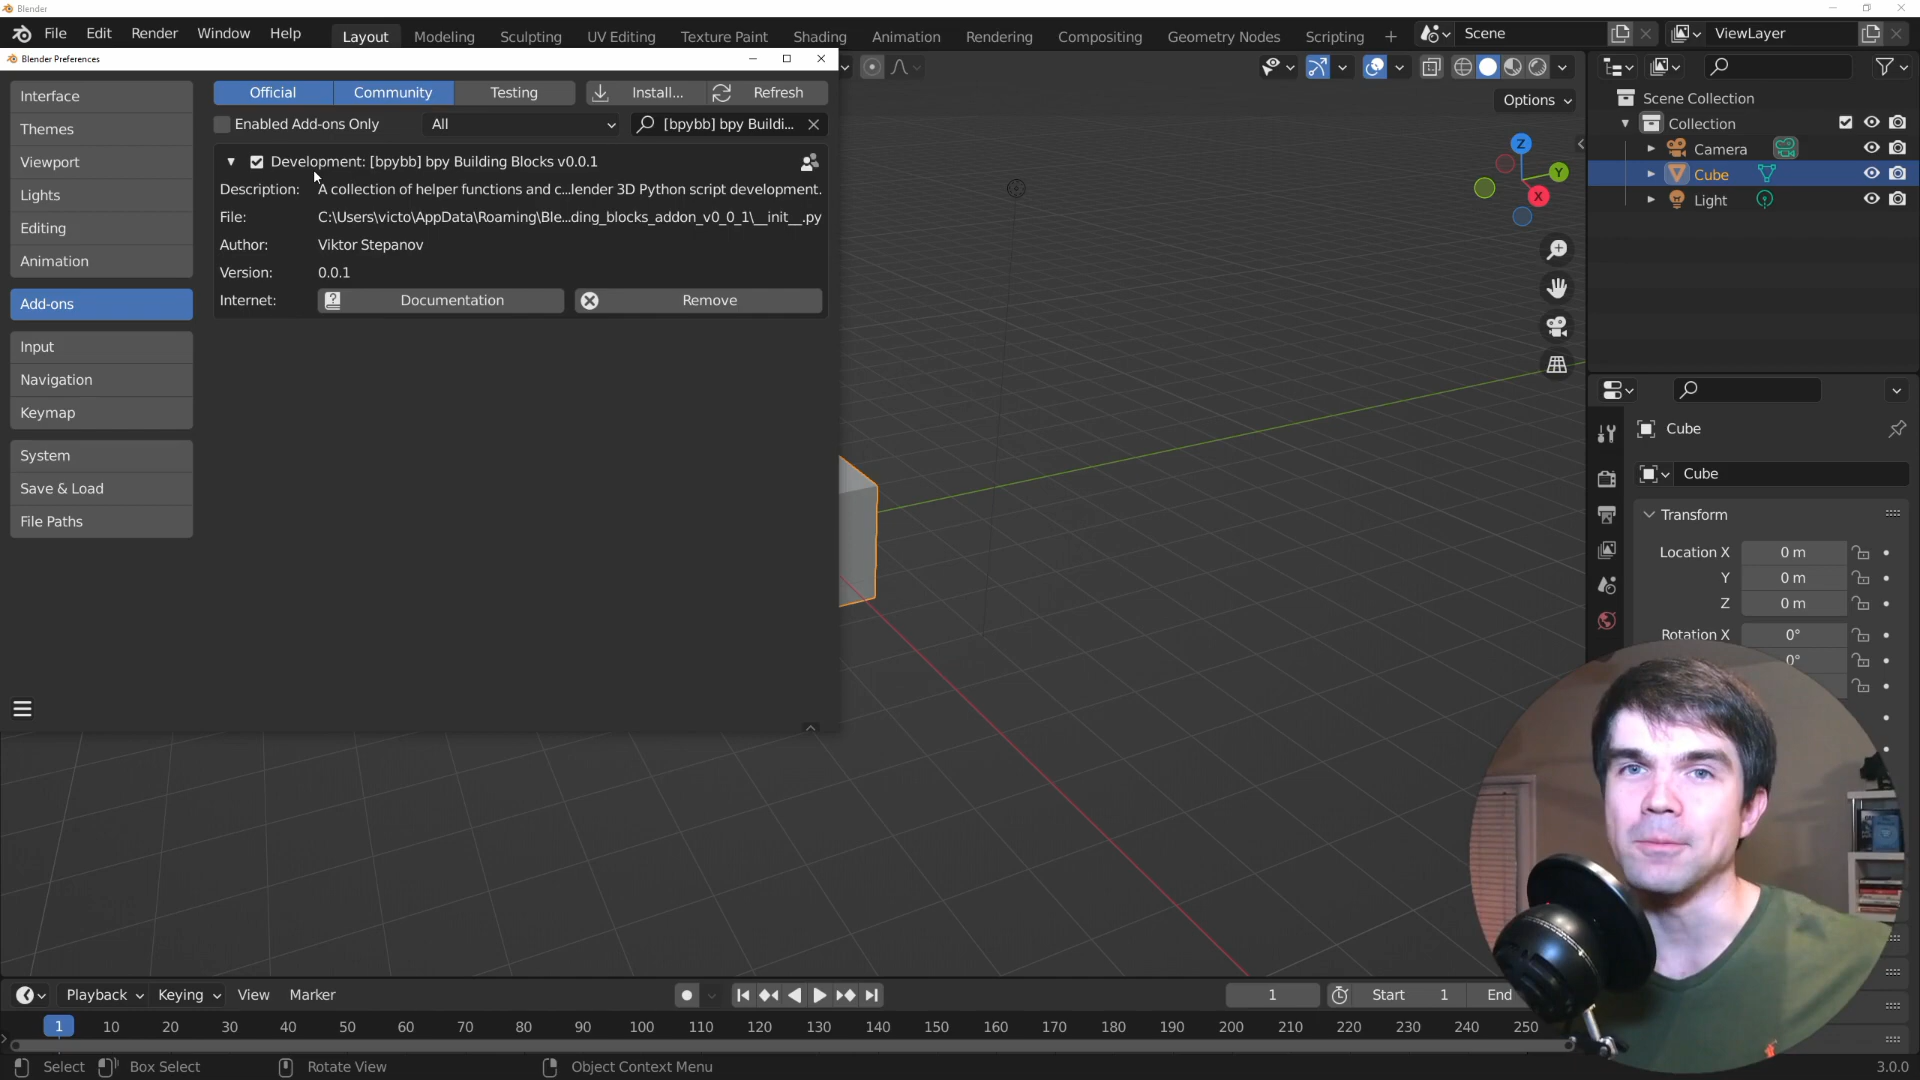 Blender
File Edit Render Window Help Layout Modeling Sculpting UV Editing Texture Paint Shading Animation Rendering Compositing Geometry Nodes Scripting + Scene ViewLayer
Blender Preferences
Options
Interface
Themes
Viewport
Lights
Editing
Animation
Add-ons
Input
Navigation
Keymap
System
Save & Load
File Paths
Official Community Testing Install... Refresh
Enabled Add-ons Only All [bpybb] bpy Buildi...
Development: [bpybb] bpy Building Blocks v0.0.1
Description: A collection of helper functions and c...lender 3D Python script development.
File: C:\Users\victo\AppData\Roaming\Ble...ding_blocks_addon_v0_0_1\__init__.py
Author: Viktor Stepanov
Version: 0.0.1
Internet: Documentation Remove
Z
Y
X
Scene Collection
Collection
Camera
Cube
Light
Cube
Cube
Transform
Location X 0 m
Y 0 m
Z 0 m
Rotation X 0°
0°
Playback Keying View Marker 1 Start 1 End
1 10 20 30 40 50 60 70 80 90 100 110 120 130 140 150 160 170 180 190 200 210 220 230 240 250
Select Box Select Rotate View Object Context Menu 3.0.0